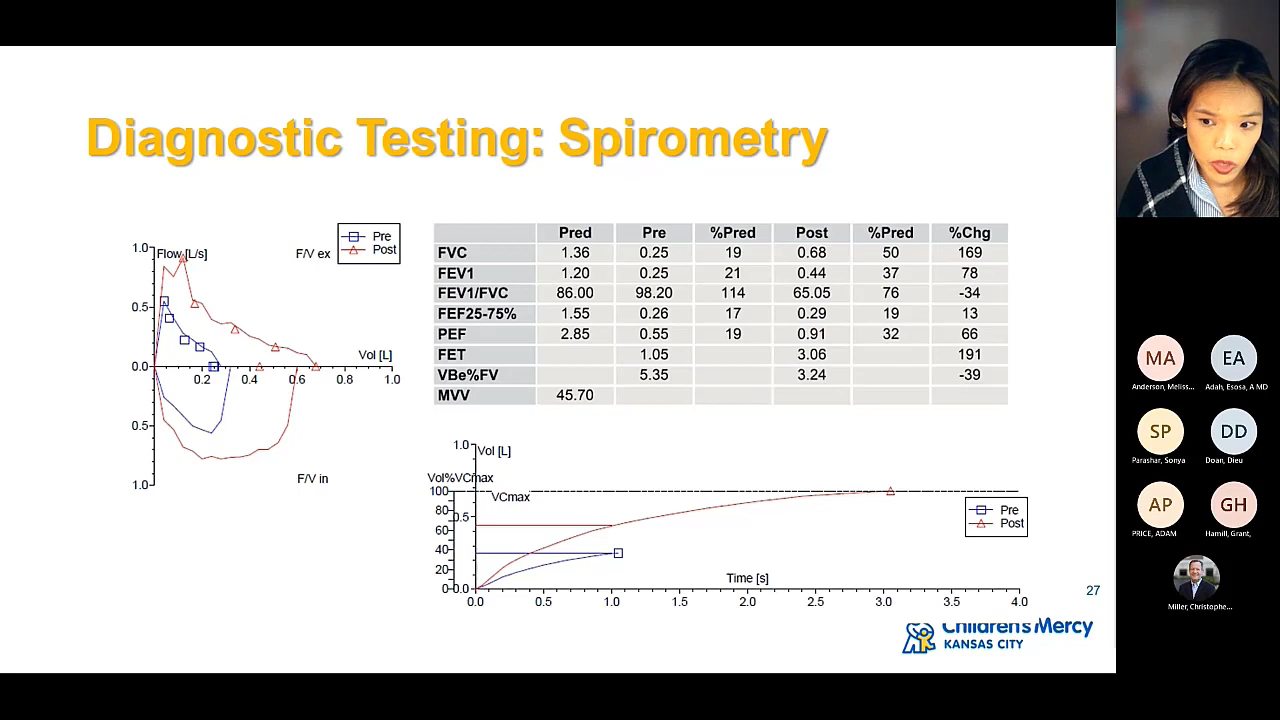 Diagnostic Testing: Spirometry
Pre
Post
1.0
Flow [L/s]
F/V ex
0.5
Vol [L]
0.0
0.2 0.4 0.6 0.8 1.0
0.5
F/V in
1.0
Pred Pre %Pred Post %Pred %Chg
FVC 1.36 0.25 19 0.68 50 169
FEV1 1.20 0.25 21 0.44 37 78
FEV1/FVC 86.00 98.20 114 65.05 76 -34
FEF25-75% 1.55 0.26 17 0.29 19 13
PEF 2.85 0.55 19 0.91 32 66
FET 1.05 3.06 191
VBe%FV 5.35 3.24 -39
MVV 45.70
1.0 Vol [L]
Vol%VCmax
100
VCmax
80
0.5
60
40
20
0 0.0
Pre
Post
Time [s]
0.0 0.5 1.0 1.5 2.0 2.5 3.0 3.5 4.0
27
Children's Mercy
KANSAS CITY
MA
Anderson, Meliss...
EA
Adah, Esosa, A MD
SP
Parashar, Sonya
DD
Doan, Dieu
AP
PRICE, ADAM
GH
Hamill, Grant,
Miller, Christophe...